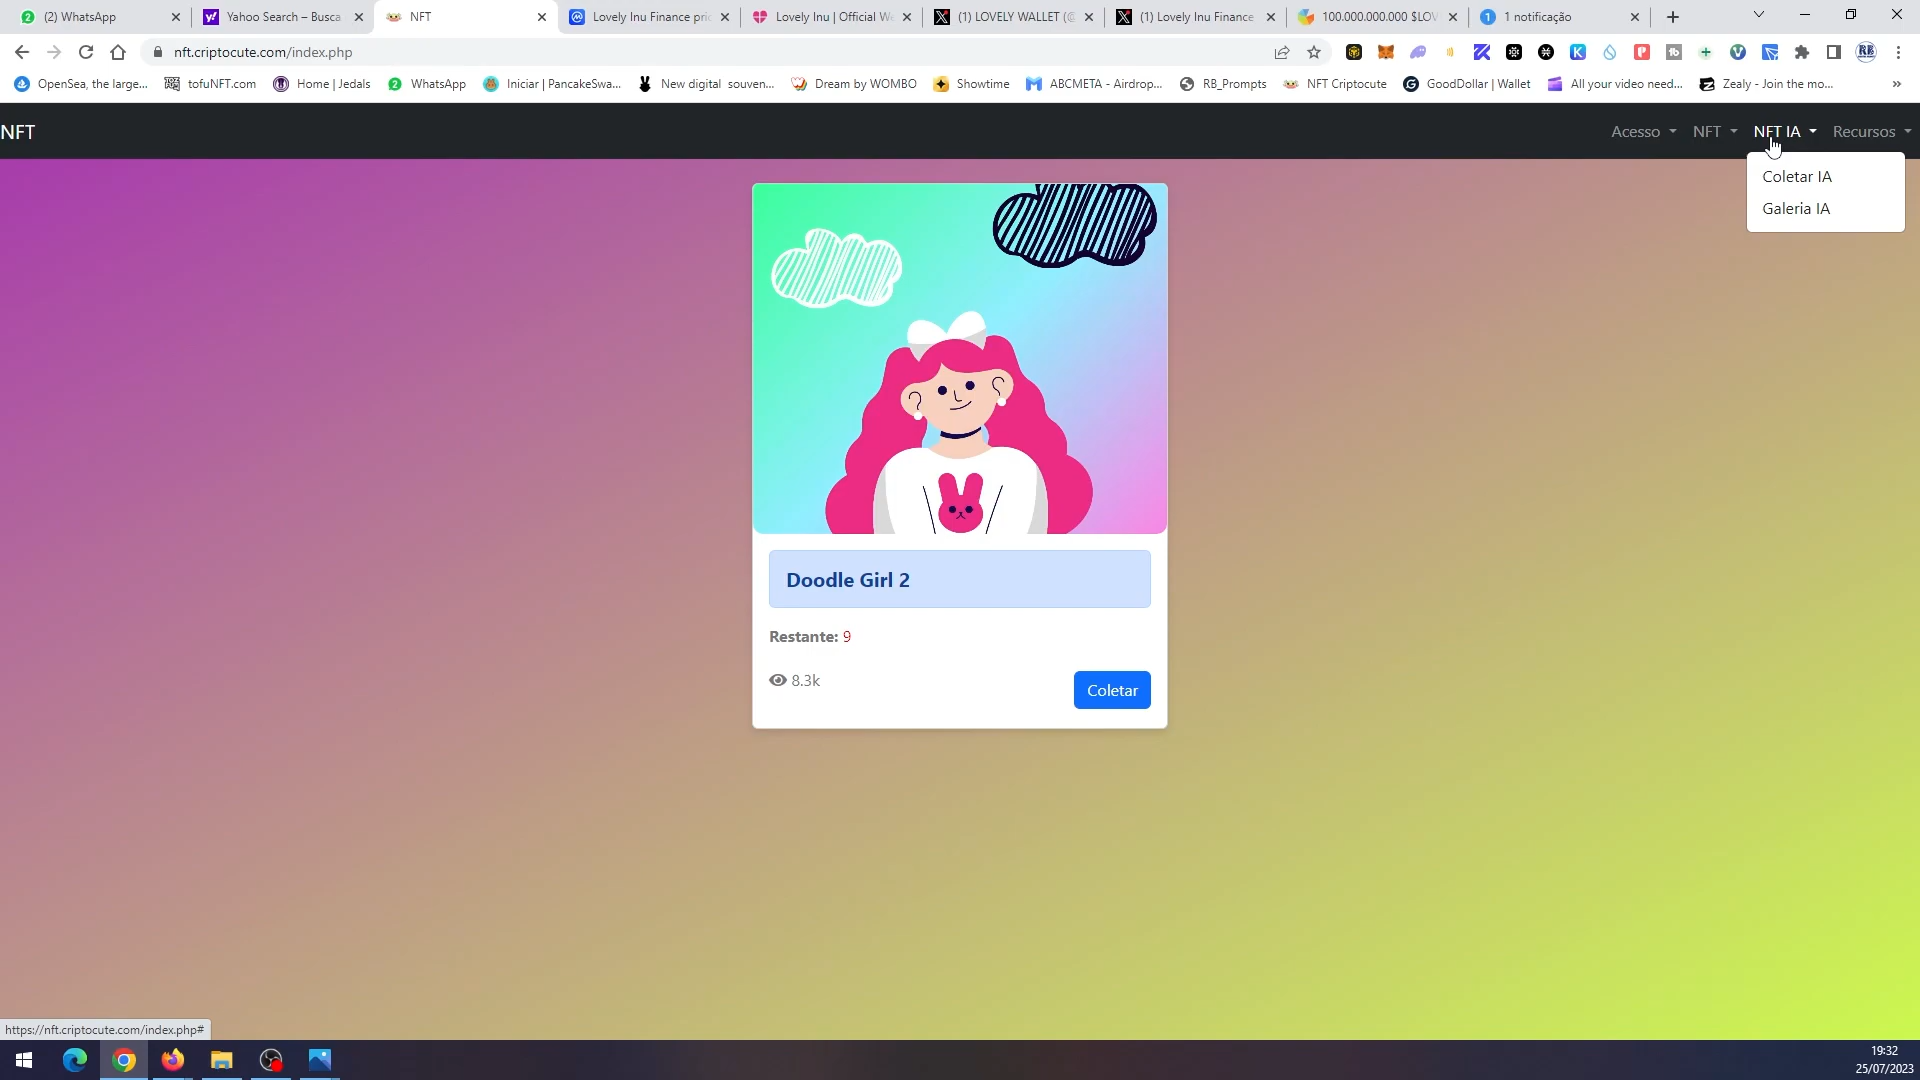 (2) WhatsApp
Yahoo Search – Busca
NFT
Lovely Inu Finance pric
Lovely Inu | Official We
(1) LOVELY WALLET (@
(1) Lovely Inu Finance
100.000.000.000 $LOV
1 notificação
nft.criptocute.com/index.php
OpenSea, the large...
tofuNFT.com
Home | Jedals
WhatsApp
Iniciar | PancakeSwa...
New digital souven...
Dream by WOMBO
Showtime
ABCMETA - Airdrop...
RB_Prompts
NFT Criptocute
GoodDollar | Wallet
All your video need...
Zealy - Join the mo...
NFT
Acesso
NFT
NFT IA
Recursos
Coletar IA
Galeria IA
Doodle Girl 2
Restante: 9
8.3k
Coletar
https://nft.criptocute.com/index.php#
19:32
25/07/2023